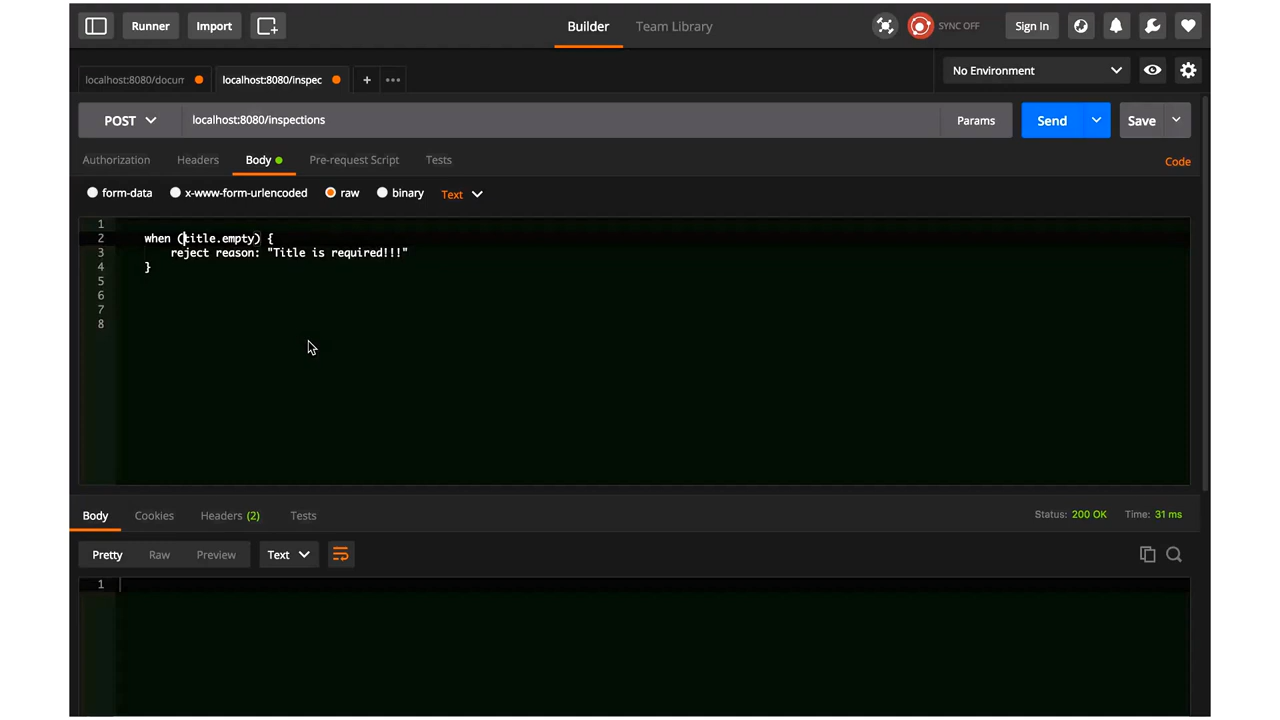 Runner Import Builder Team Library SYNC OFF Sign In
localhost:8080/docum localhost:8080/inspec + ••• No Environment
POST localhost:8080/inspections Params Send Save
Authorization Headers Body Pre-request Script Tests Code
form-data x-www-form-urlencoded raw binary Text
1
2 when (title.empty) {
3 reject reason: "Title is required!!!"
4 }
5
6
7
8
Body Cookies Headers (2) Tests Status: 200 OK Time: 31 ms
Pretty Raw Preview Text
1